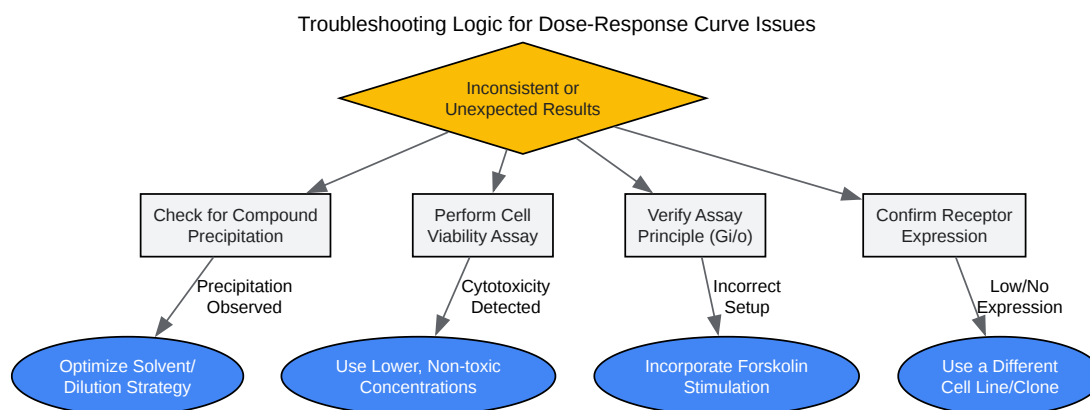 Troubleshooting Logic for Dose-Response Curve Issues
Inconsistent or
Unexpected Results
Check for Compound
Precipitation
Perform Cell
Viability Assay
Verify Assay
Principle (Gi/o)
Confirm Receptor
Expression
Precipitation
Observed
Cytotoxicity
Detected
Incorrect
Setup
Low/No
Expression
Optimize Solvent/
Dilution Strategy
Use Lower, Non-toxic
Concentrations
Incorporate Forskolin
Stimulation
Use a Different
Cell Line/Clone